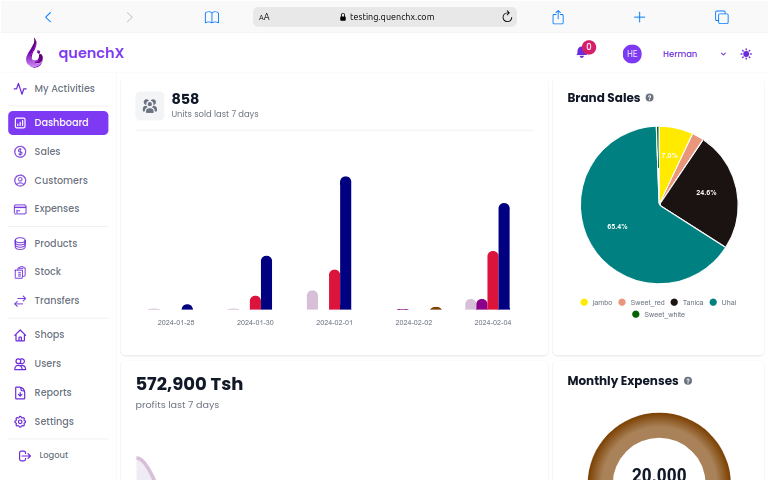 AA testing.quenchx.com
quenchX
0
HE Herman
My Activities
Dashboard
Sales
Customers
Expenses
Products
Stock
Transfers
Shops
Users
Reports
Settings
Logout
858
Units sold last 7 days
2024-01-28
2024-01-30
2024-02-01
2024-02-02
2024-02-04
Brand Sales
7.0%
24.6%
65.4%
Jambo Sweet_red Tanica Uhai
Sweet_white
572,900 Tsh
profits last 7 days
Monthly Expenses
20,000